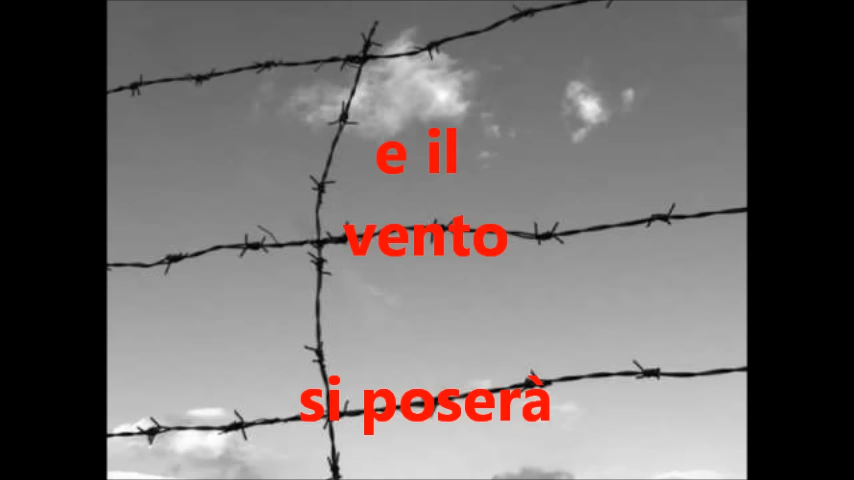 e il
vento
si poserà